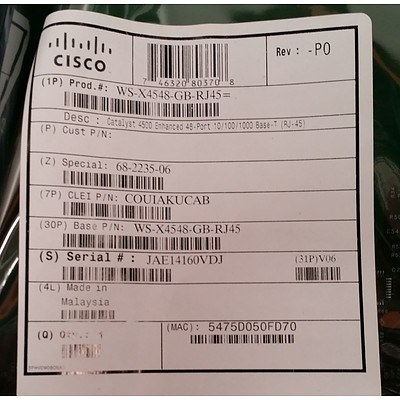 CISCO
7 46320 80370 8
Rev : -P0
(1P) Prod.#: WS-X4548-GB-RJ45=
Desc : Catalyst 4500 Enhanced 48-Port 10/100/1000 Base-T (RJ-45)
(P) Cust P/N:
(Z) Special: 68-2235-06
(7P) CLEI P/N: COUIAKUCAB
(30P) Base P/N: WS-X4548-GB-RJ45
(S) Serial # : JAE14160VDJ
(31P)V06
(4L) Made in
Malaysia
(Q)
(MAC): 5475D050FD70